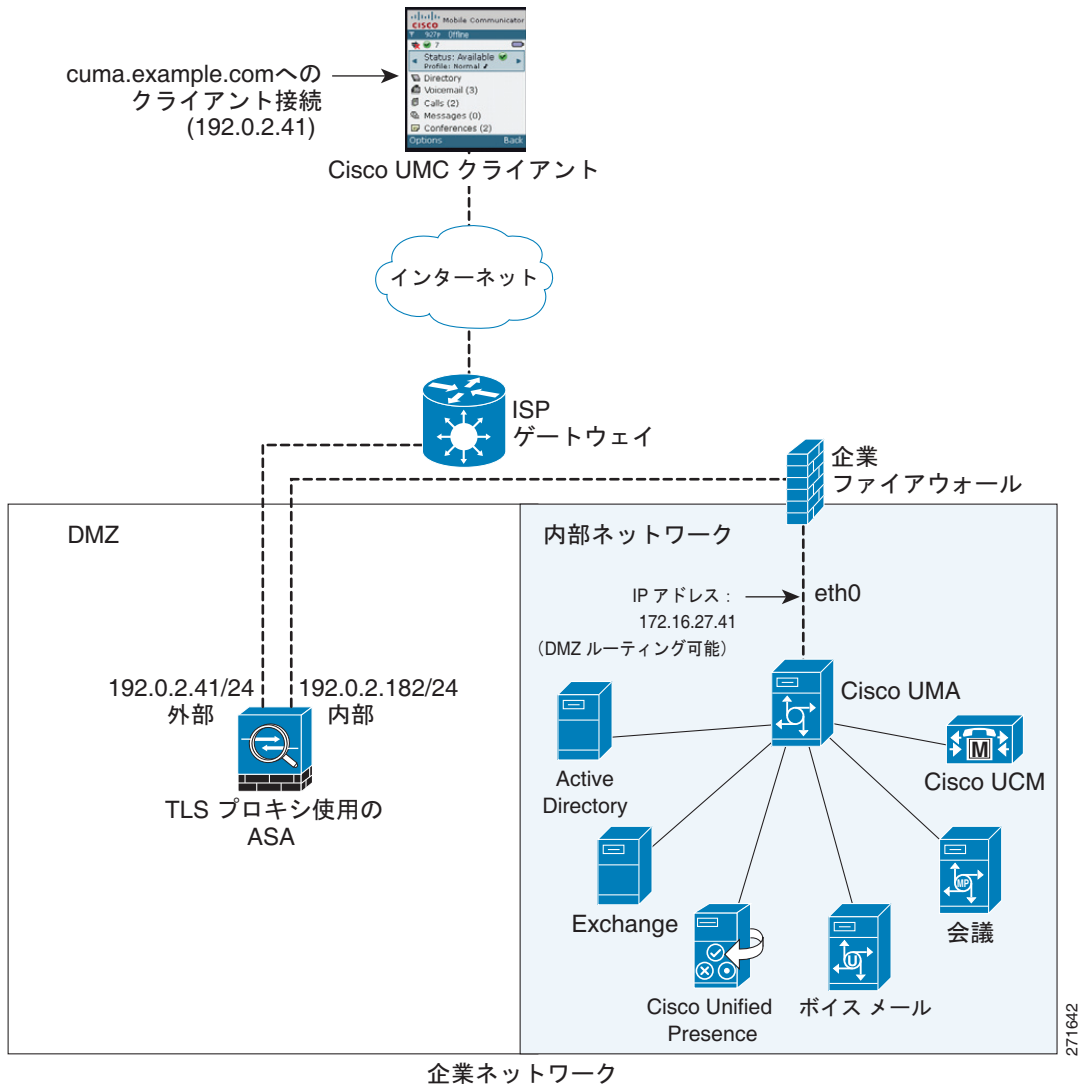 CISCO Mobile Communicator
9:27p Offline
7
Status: Available
Profile: Normal
Directory
Voicemail (3)
Calls (2)
Messages (0)
Conferences (2)
Options Back
cuma.example.comへの
クライアント接続
(192.0.2.41)
Cisco UMC クライアント
インターネット
ISP
ゲートウェイ
企業
ファイアウォール
DMZ
内部ネットワーク
IP アドレス：
172.16.27.41
（DMZ ルーティング可能）
eth0
192.0.2.41/24
外部
192.0.2.182/24
内部
TLS プロキシ使用の
ASA
Cisco UMA
Active
Directory
M
Cisco UCM
Exchange
MP
会議
Cisco Unified
Presence
U
ボイス メール
企業ネットワーク
271642